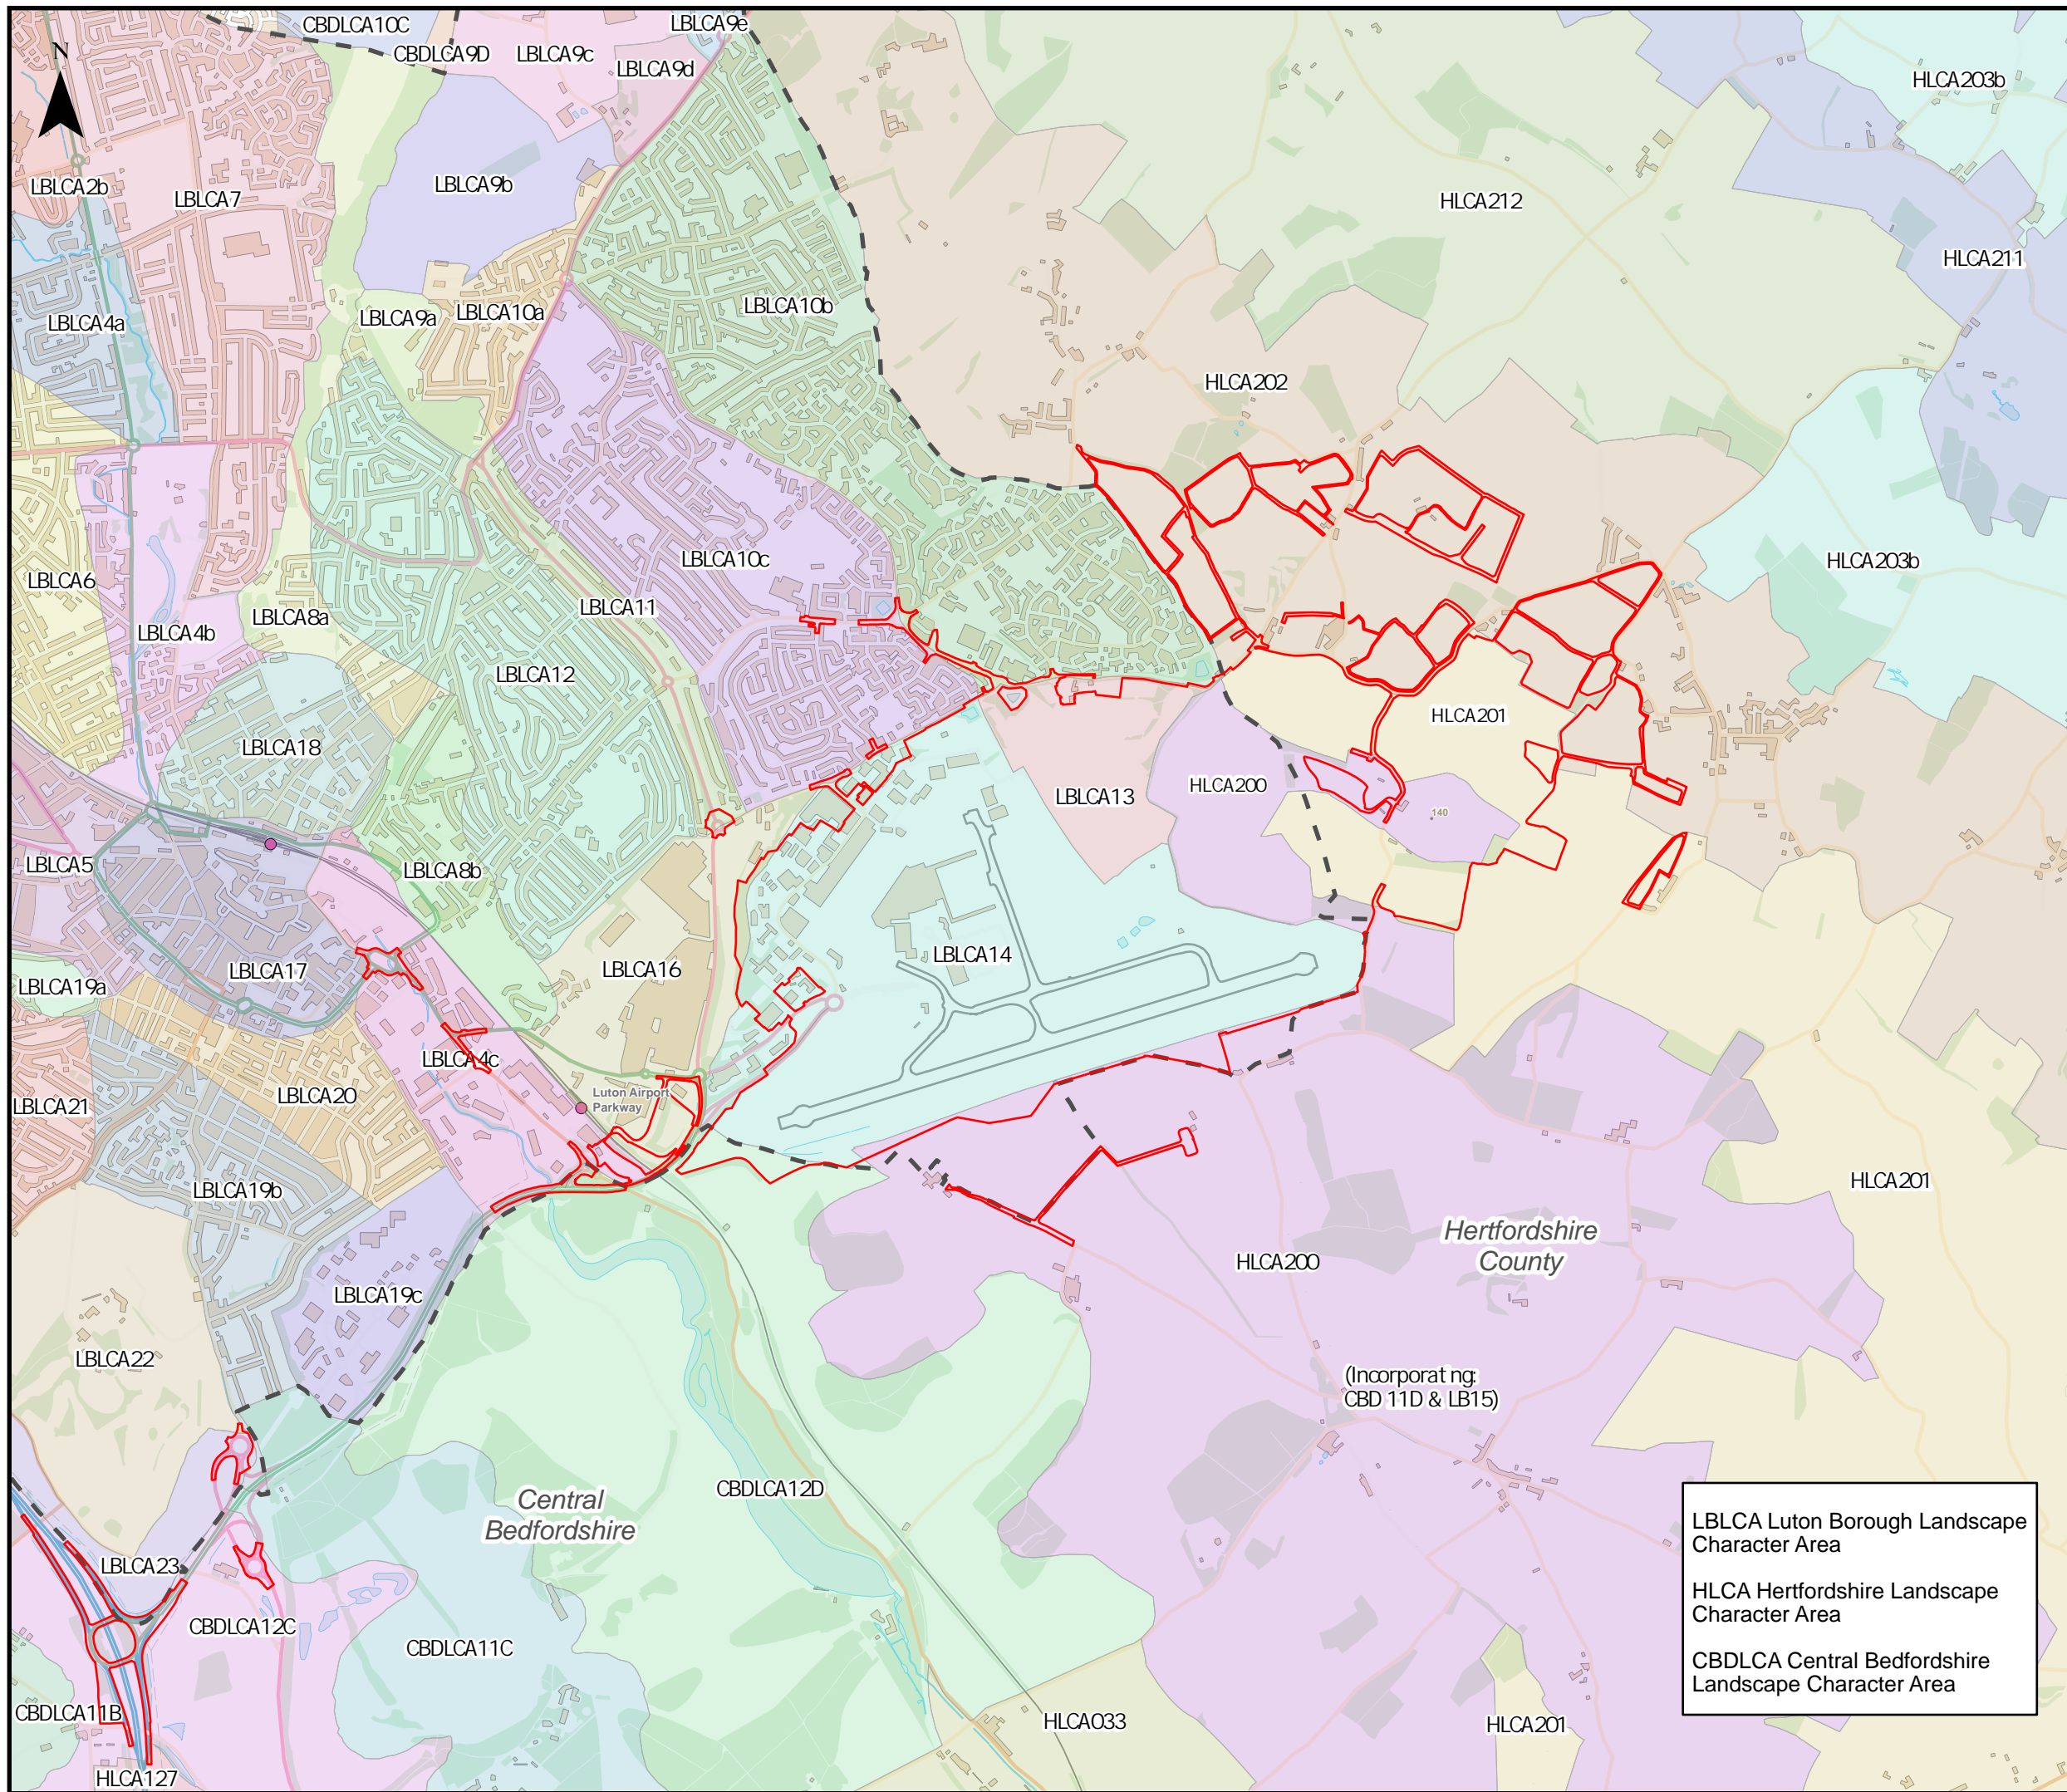 CBDLCA10C
LBLCA9e
N
CBDLCA9D
LBLCA9c
LBLCA9d
HLCA203b
LBLCA2b
LBLCA7
LBLCA9b
HLCA212
HLCA211
LBLCA4a
LBLCA9a
LBLCA10a
LBLCA10b
HLCA202
LBLCA6
LBLCA10c
HLCA203b
LBLCA8a
LBLCA11
LBLCA4b
LBLCA12
HLCA201
LBLCA18
HLCA200
LBLCA13
140
LBLCA5
LBLCA8b
LBLCA17
LBLCA16
LBLCA14
LBLCA19a
LBLCA4c
LBLCA20
LBLCA21
Luton Airport
Parkway
LBLCA19b
HLCA201
Hertfordshire
County
HLCA200
LBLCA19c
LBLCA22
(Incorporat ng:
CBD 11D & LB15)
CBDLCA12D
Central
Bedfordshire
LBLCA23
CBDLCA12C
CBDLCA11C
CBDLCA11B
HLCA033
HLCA201
HLCA127
LBLCA Luton Borough Landscape
Character Area
HLCA Hertfordshire Landscape
Character Area
CBDLCA Central Bedfordshire
Landscape Character Area